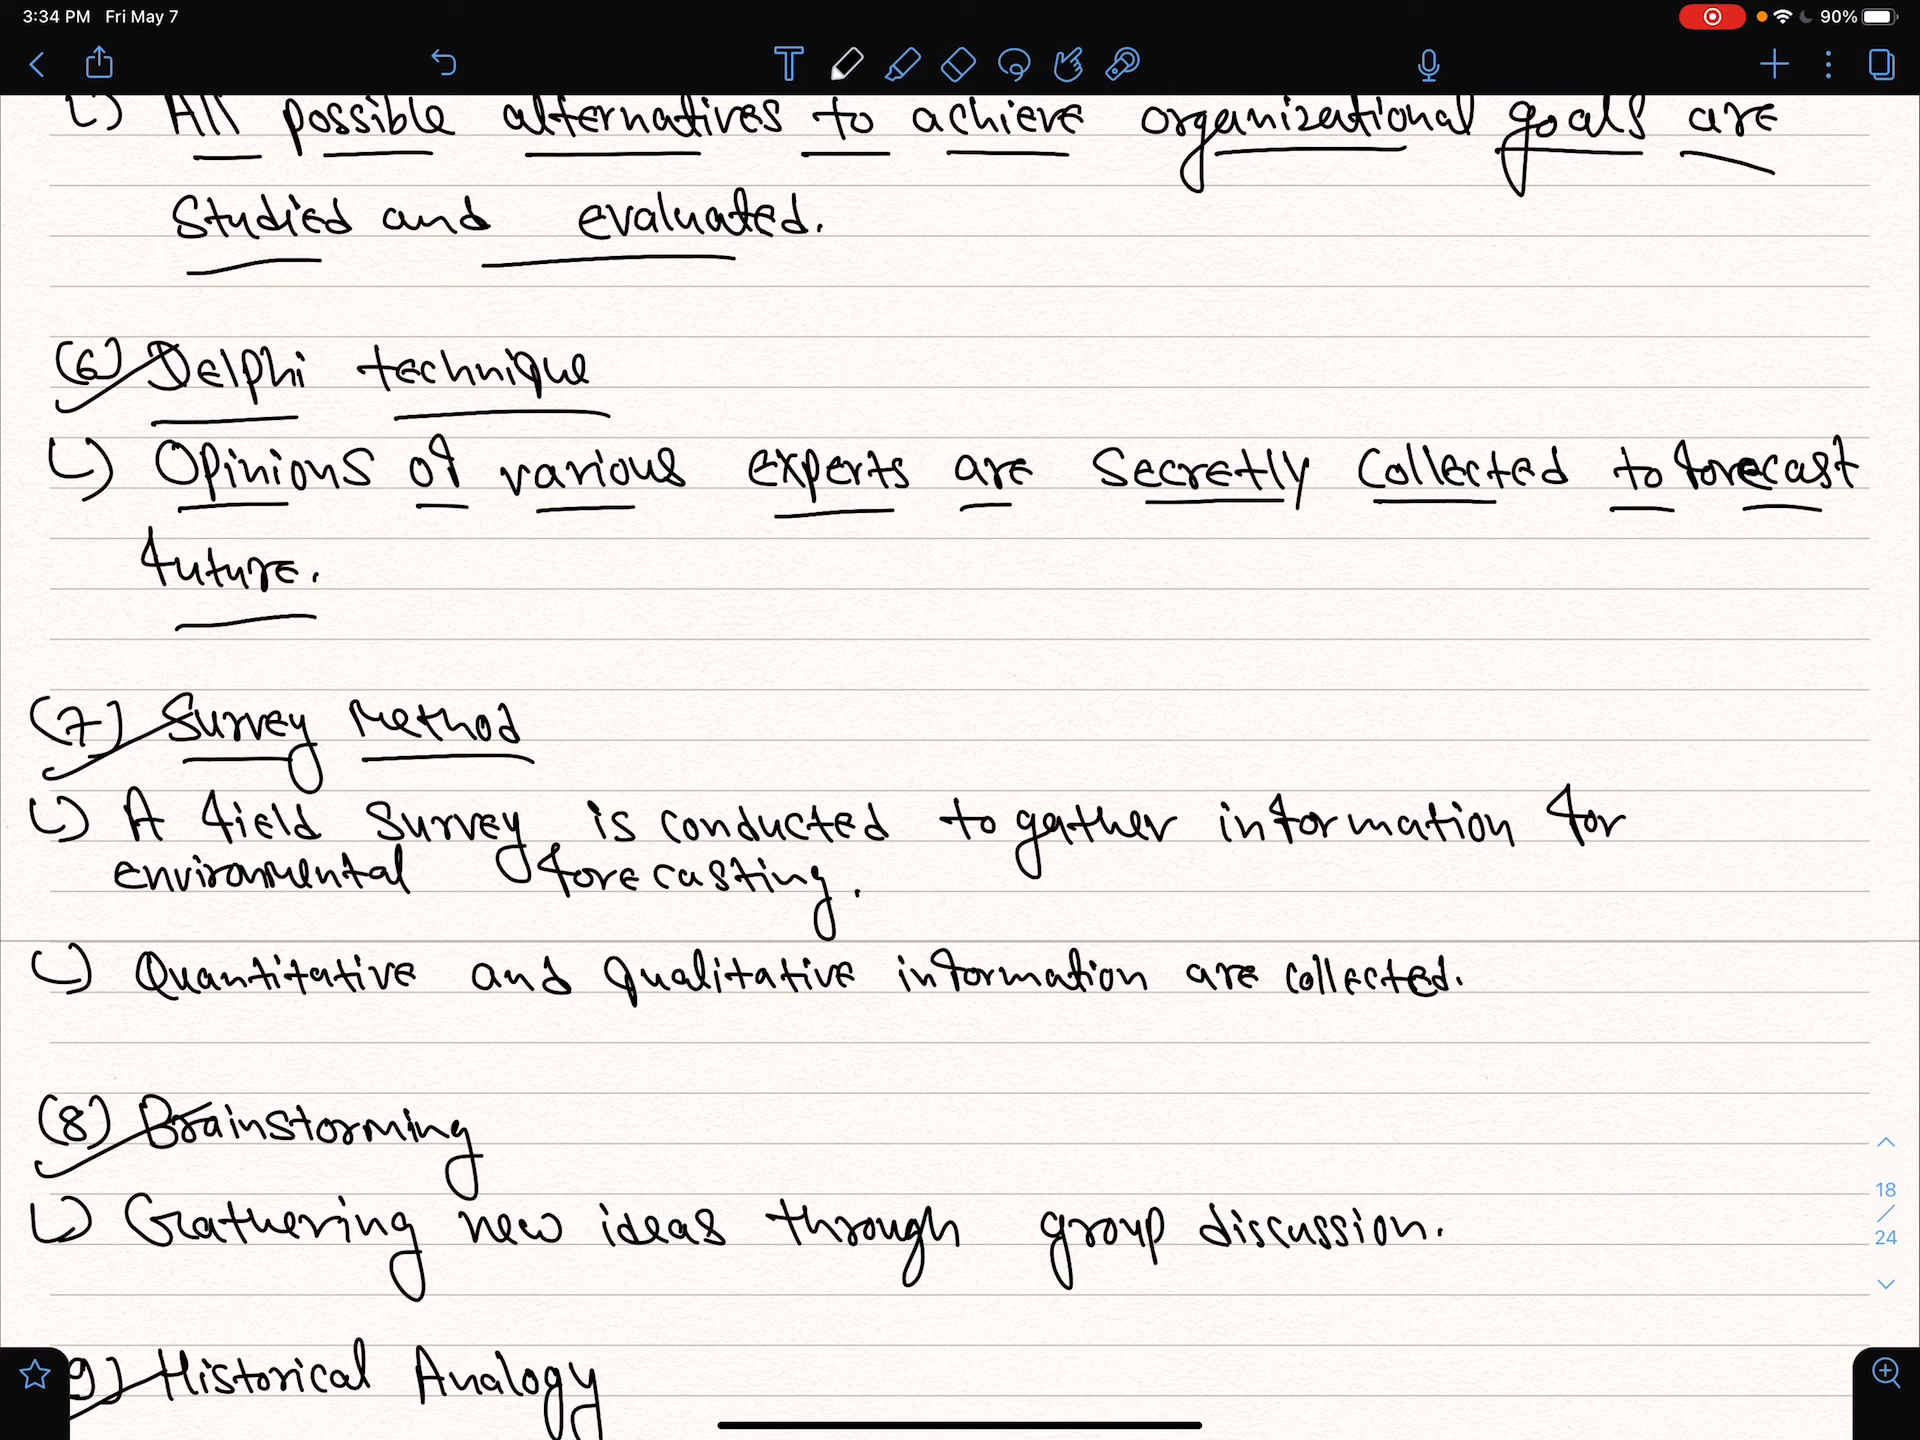 3:34 PM Fri May 7
90%
T
↳ All possible alternatives to achieve organizational goals are
studied and evaluated.
(6) Delphi technique
↳ Opinions of various experts are secretly collected to forecast
future.
(7) Survey Method
↳ A field survey is conducted to gather information for
environmental forecasting.
↳ Quantitative and qualitative information are collected.
(8) Brainstorming
↳ Gathering new ideas through group discussion.
18
/
24
9) Historical Analogy